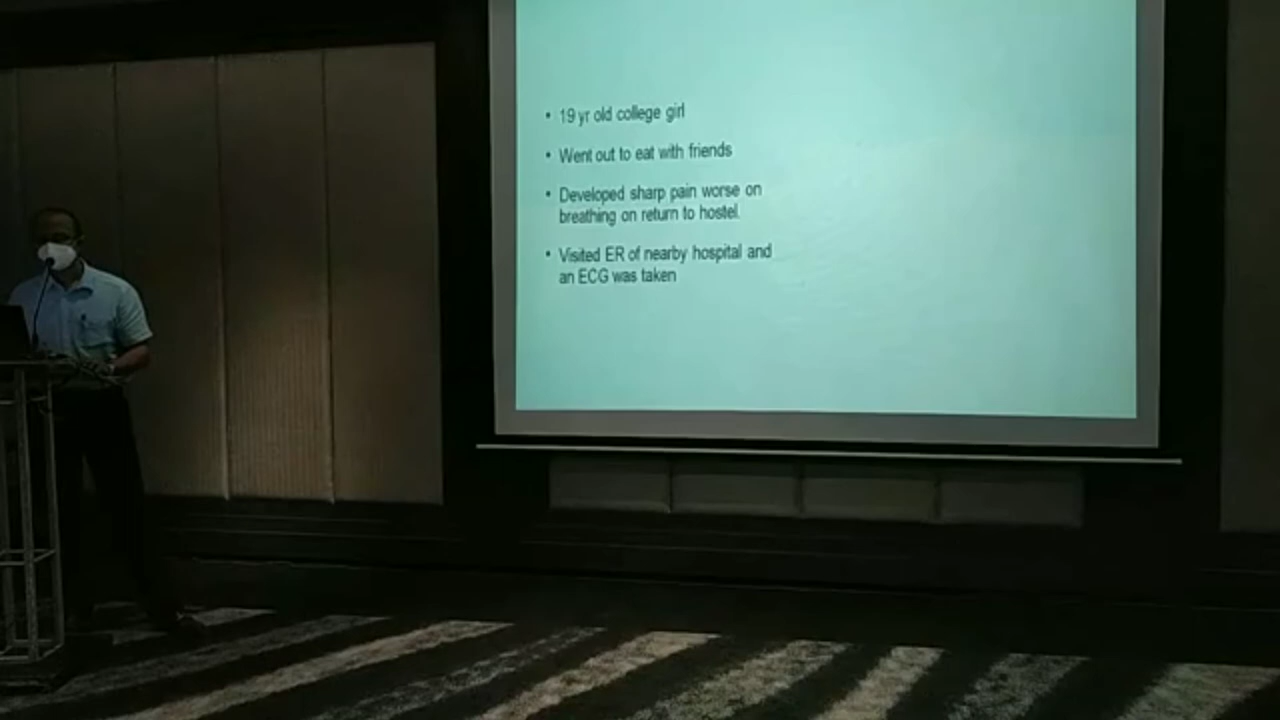 • 19 yr old college girl
• Went out to eat with friends
• Developed sharp pain worse on
breathing on return to hostel.
• Visited ER of nearby hospital and
an ECG was taken